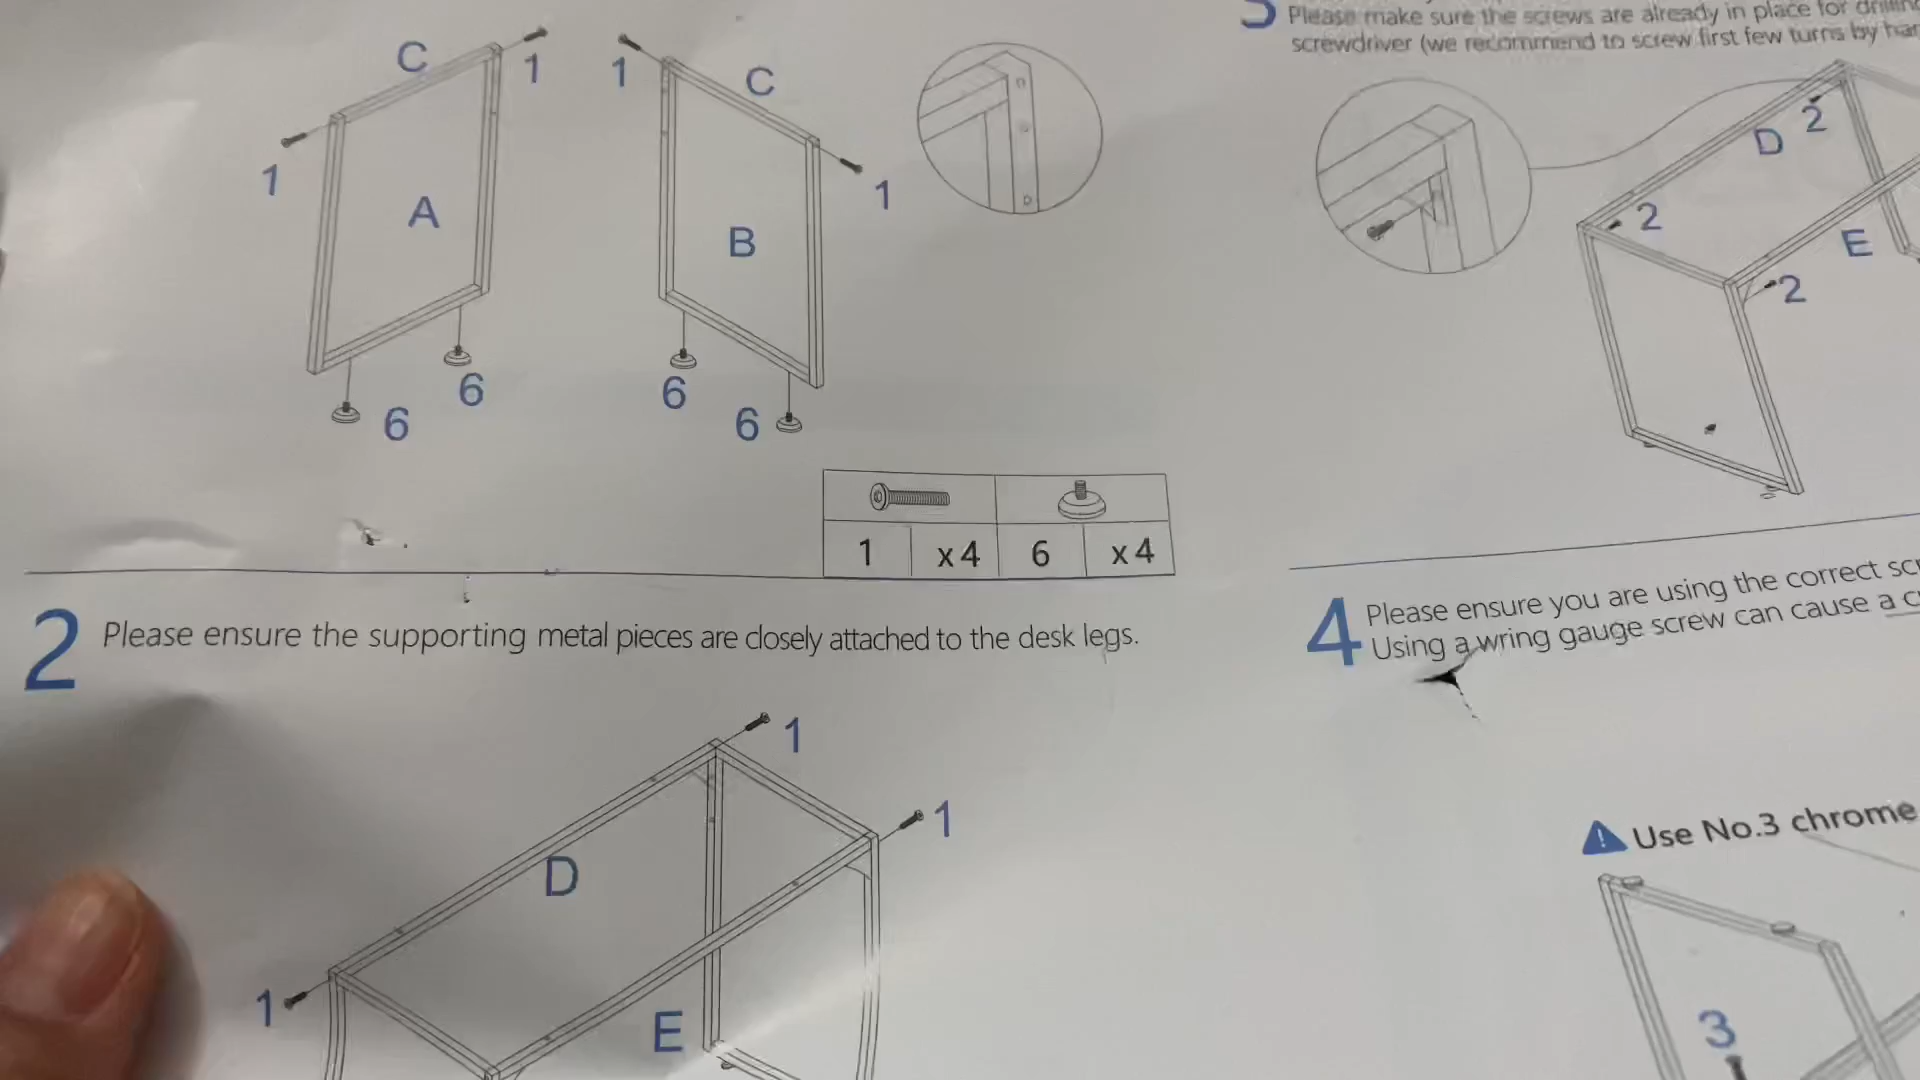 C
1
1
C
1
A
1
B
6
6
6
6
1
x4
6
x4
2
Please ensure the supporting metal pieces are closely attached to the desk legs.
1
1
D
1
E
Please make sure the screws are already in place for
screwdriver (we recommend to screw first few turns by
2
D
2
E
2
4
Please ensure you are using the correct
Using a wring gauge screw can cause a
Use No.3 chrome
3